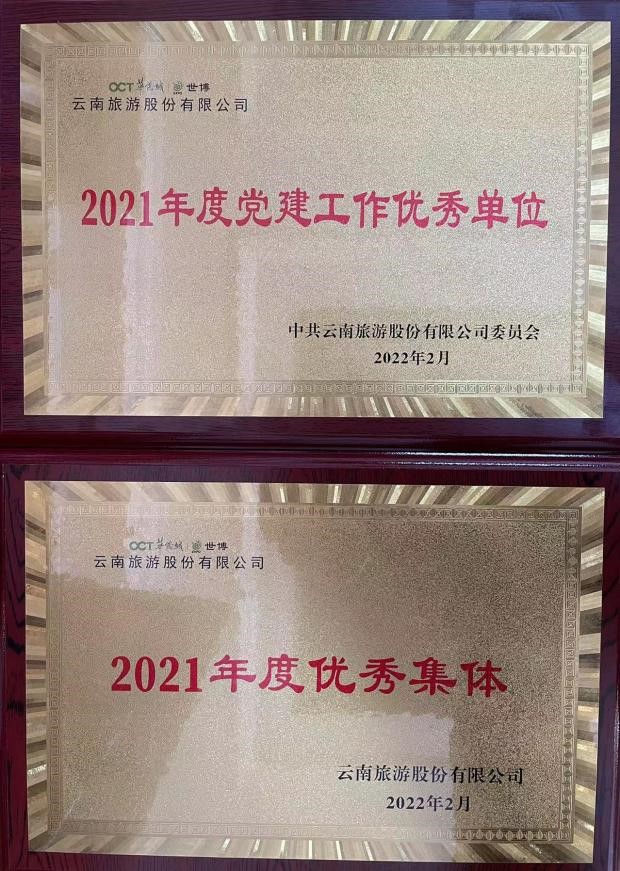 OCT 华侨城 世博
云南旅游股份有限公司
2021年度党建工作优秀单位
中共云南旅游股份有限公司委员会
2022年2月
OCT 华侨城 世博
云南旅游股份有限公司
2021年度优秀集体
云南旅游股份有限公司
2022年2月